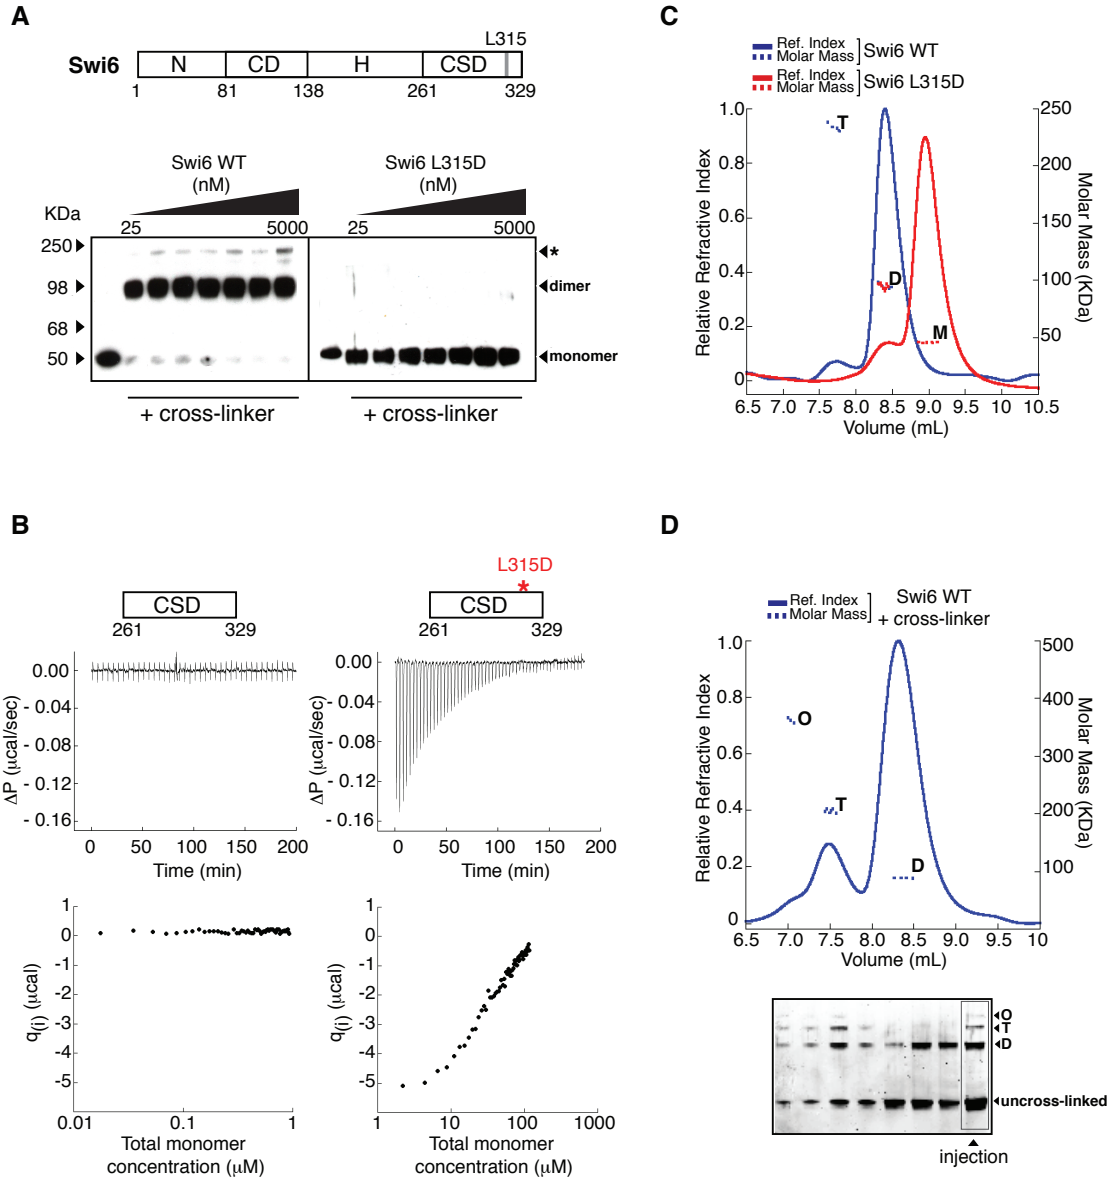 A
L315
Swi6
N CD H CSD
1 81 138 261 329
Swi6 WT
(nM)
Swi6 L315D
(nM)
KDa
25 5000 25 5000
250
*
98
dimer
68
50
monomer
+ cross-linker
+ cross-linker
B
L315D
*
CSD
CSD
261 329
261 329
0.00
- 0.04
- 0.08
- 0.12
- 0.16
ΔP (μcal/sec)
0 50 100 150 200
Time (min)
0.00
- 0.04
- 0.08
- 0.12
- 0.16
ΔP (μcal/sec)
0 50 100 150 200
Time (min)
1
0
-1
-2
-3
-4
-5
q(i) (μcal)
0.01 0.1 1
Total monomer
concentration (μM)
1
0
-1
-2
-3
-4
-5
q(i) (μcal)
1 10 100 1000
Total monomer
concentration (μM)
C
Ref. Index
Molar Mass
Swi6 WT
Ref. Index
Molar Mass
Swi6 L315D
1.0
0.8
0.6
0.4
0.2
0
Relative Refractive Index
250
200
150
100
50
Molar Mass (KDa)
T
D
M
6.5 7.0 7.5 8.0 8.5 9.0 9.5 10 10.5
Volume (mL)
D
Ref. Index
Molar Mass
Swi6 WT
+ cross-linker
1.0
0.8
0.6
0.4
0.2
0
Relative Refractive Index
500
400
300
200
100
Molar Mass (KDa)
O
T
D
6.5 7.0 7.5 8.0 8.5 9.0 9.5 10
Volume (mL)
O
T
D
uncross-linked
injection